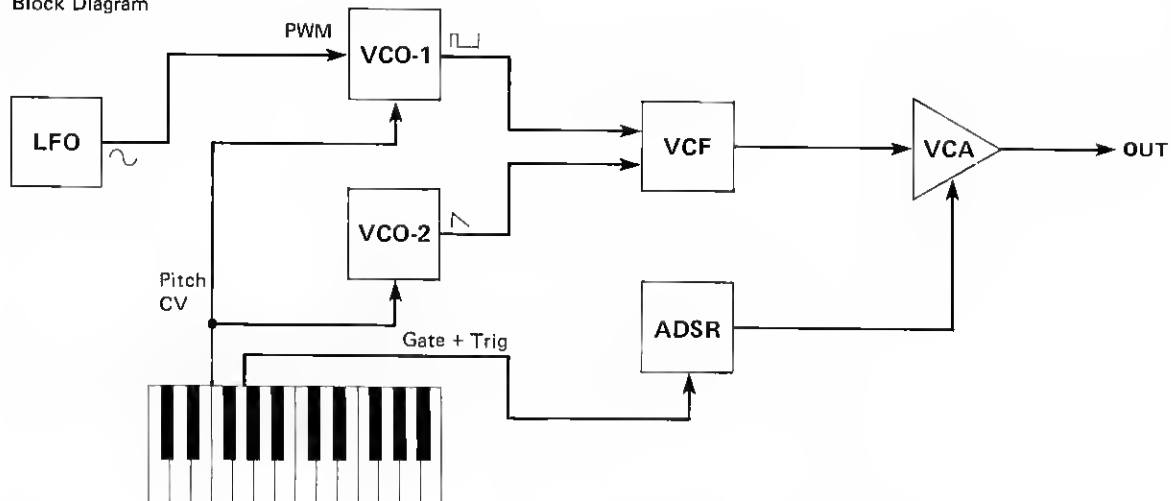 Block Diagram
PWM
VCO-1
LFO
VCF
VCA
OUT
VCO-2
Pitch
CV
Gate + Trig
ADSR